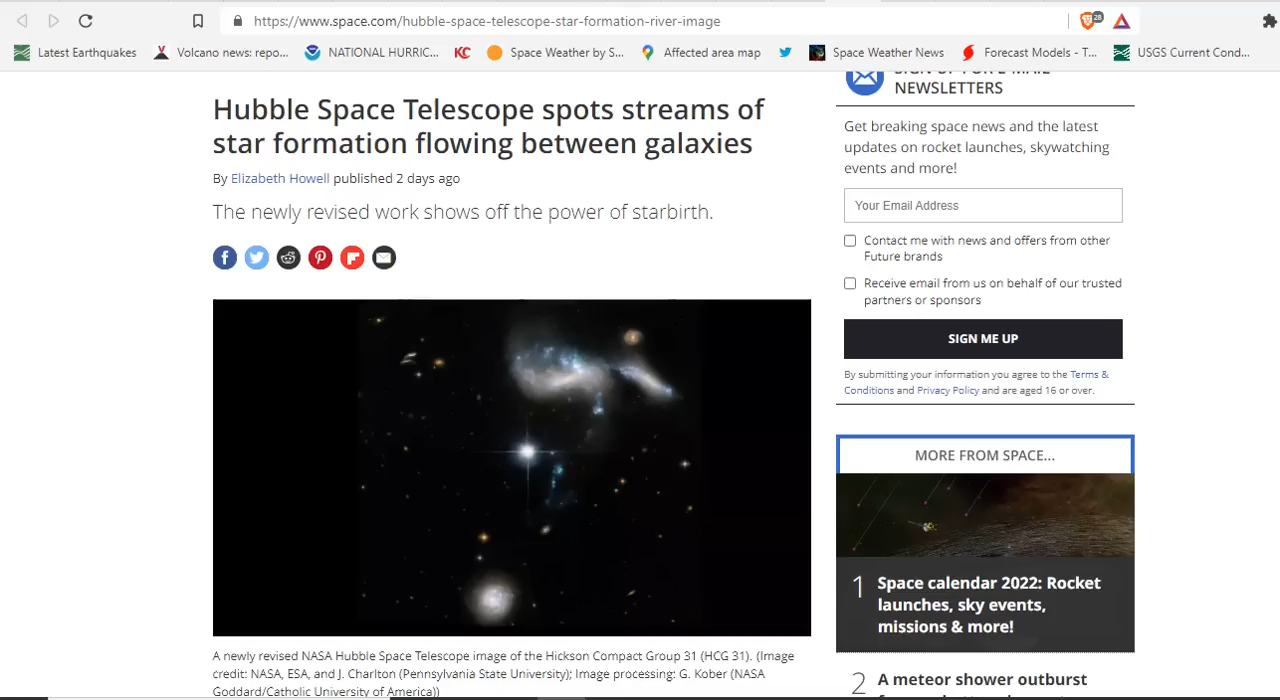 https://www.space.com/hubble-space-telescope-star-formation-river-image
28
Latest Earthquakes
Volcano news: repo...
NATIONAL HURRIC...
KC
Space Weather by S...
Affected area map
Space Weather News
Forecast Models - T...
USGS Current Cond...
Hubble Space Telescope spots streams of
star formation flowing between galaxies
By Elizabeth Howell published 2 days ago
The newly revised work shows off the power of starbirth.
A newly revised NASA Hubble Space Telescope image of the Hickson Compact Group 31 (HCG 31). (Image
credit: NASA, ESA, and J. Charlton (Pennsylvania State University); Image processing: G. Kober (NASA
Goddard/Catholic University of America))
SIGN UP FOR E-MAIL
NEWSLETTERS
Get breaking space news and the latest
updates on rocket launches, skywatching
events and more!
Your Email Address
Contact me with news and offers from other
Future brands
Receive email from us on behalf of our trusted
partners or sponsors
SIGN ME UP
By submitting your information you agree to the Terms &
Conditions and Privacy Policy and are aged 16 or over.
MORE FROM SPACE...
1 Space calendar 2022: Rocket
launches, sky events,
missions & more!
2 A meteor shower outburst